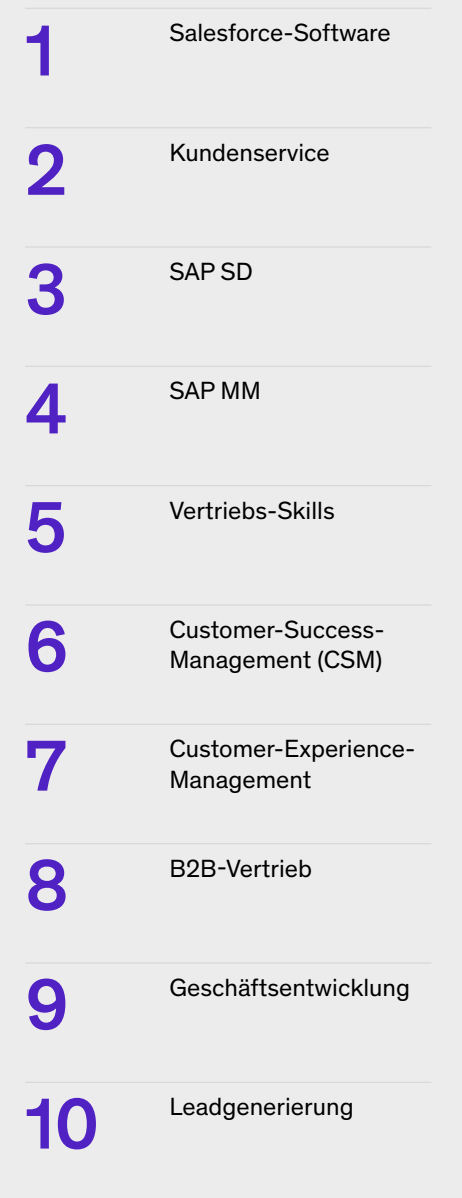 1 Salesforce-Software
2 Kundenservice
3 SAP SD
4 SAP MM
5 Vertriebs-Skills
6 Customer-Success-
Management (CSM)
7 Customer-Experience-
Management
8 B2B-Vertrieb
9 Geschäftsentwicklung
10 Leadgenerierung